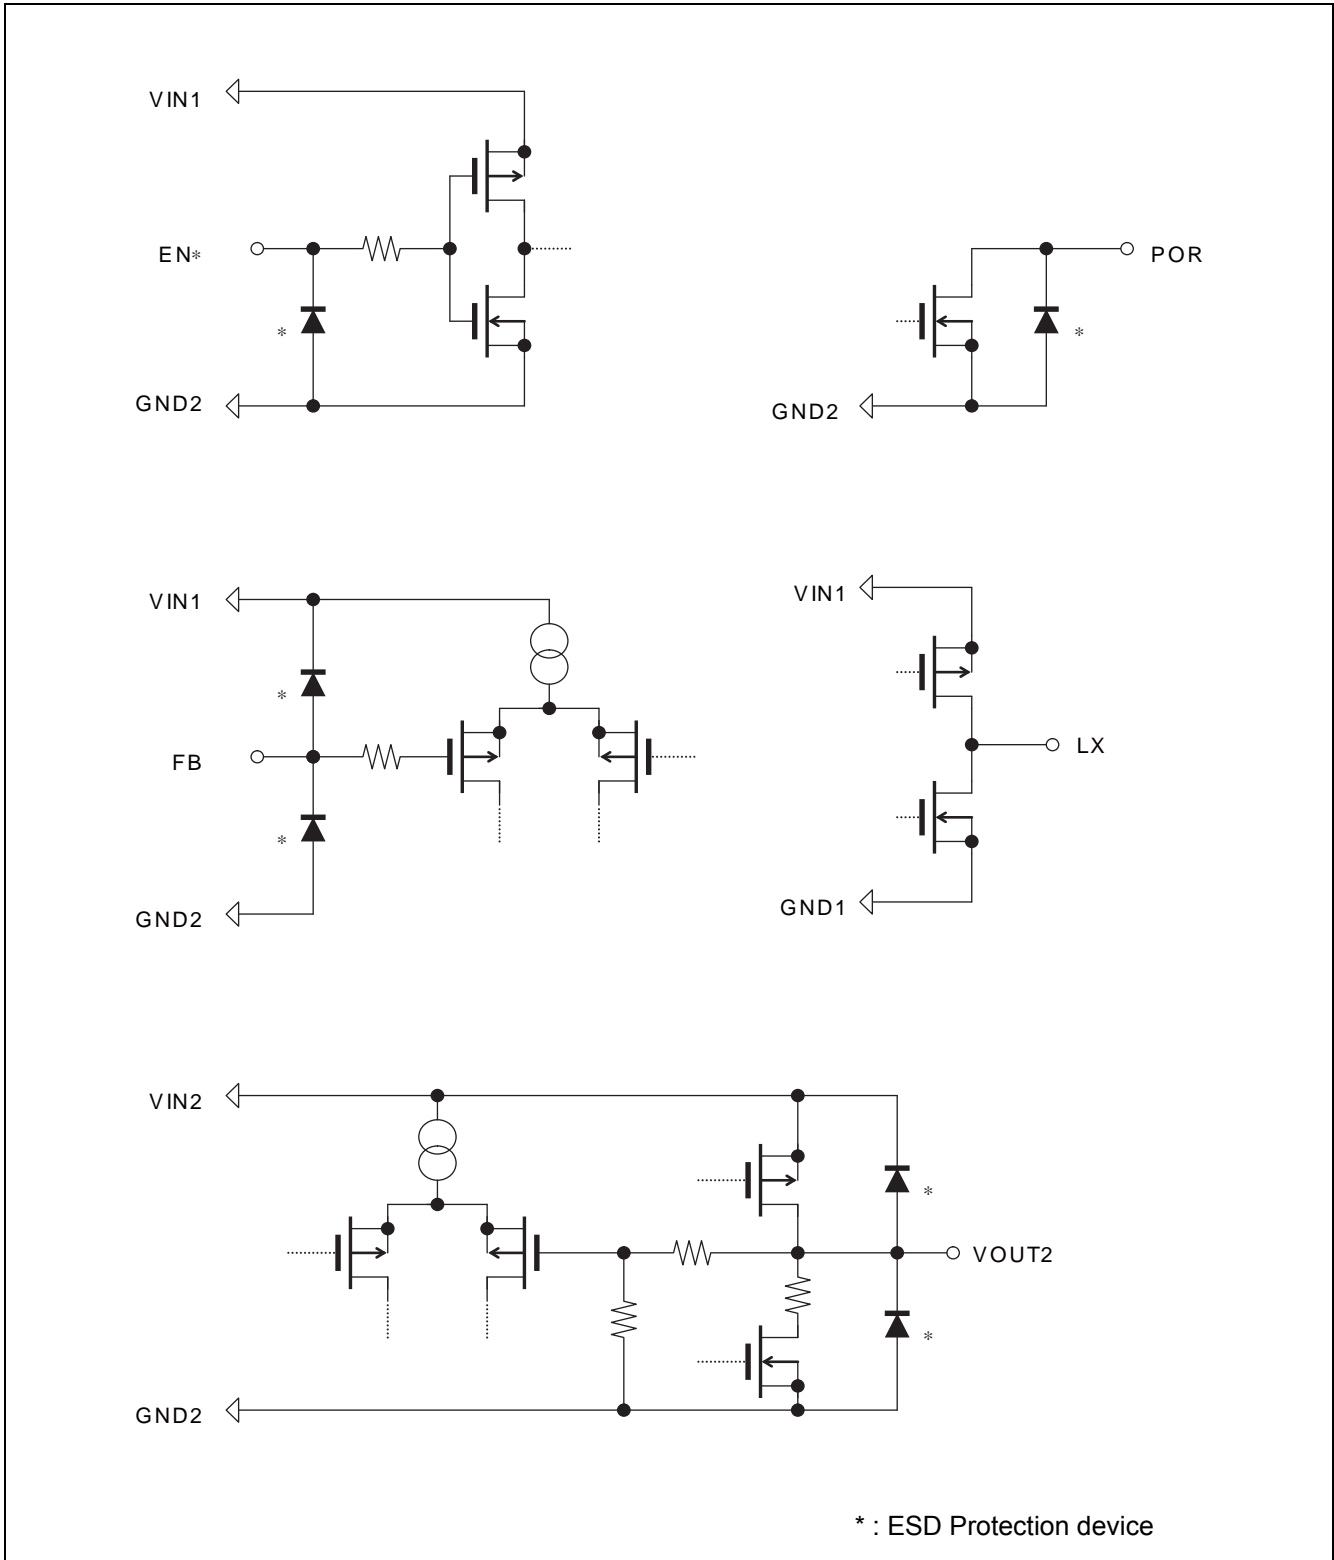 VIN1
EN*
*
GND2
POR
*
GND2
VIN1
*
FB
*
GND2
VIN1
LX
GND1
VIN2
*
VOUT2
*
GND2
* : ESD Protection device